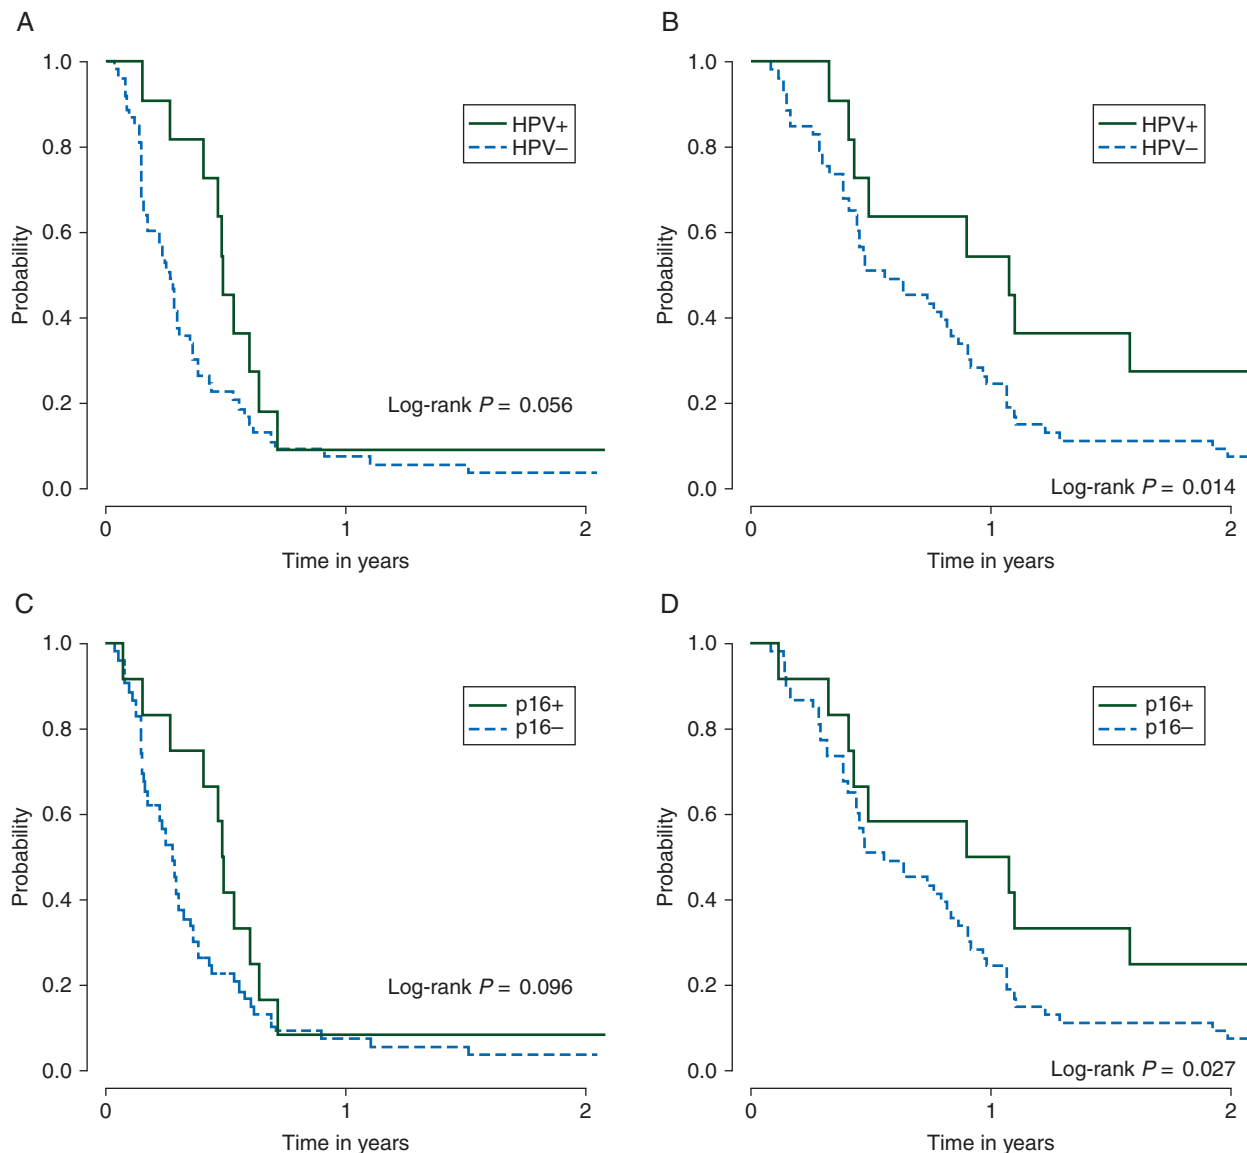 A
1.0
0.8
0.6
0.4
0.2
0.0
Probability
HPV+
HPV–
Log-rank P = 0.056
0 1 2
Time in years
B
1.0
0.8
0.6
0.4
0.2
0.0
Probability
HPV+
HPV–
Log-rank P = 0.014
0 1 2
Time in years
C
1.0
0.8
0.6
0.4
0.2
0.0
Probability
p16+
p16–
Log-rank P = 0.096
0 1 2
Time in years
D
1.0
0.8
0.6
0.4
0.2
0.0
Probability
p16+
p16–
Log-rank P = 0.027
0 1 2
Time in years